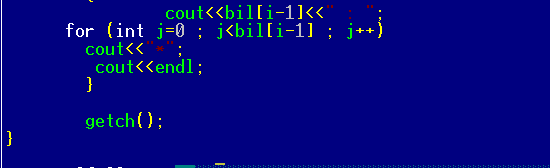 cout<<bil[i-1]<<" : ";
for (int j=0 ; j<bil[i-1] ; j++)
cout<<"*";
cout<<endl;
}
getch();
}